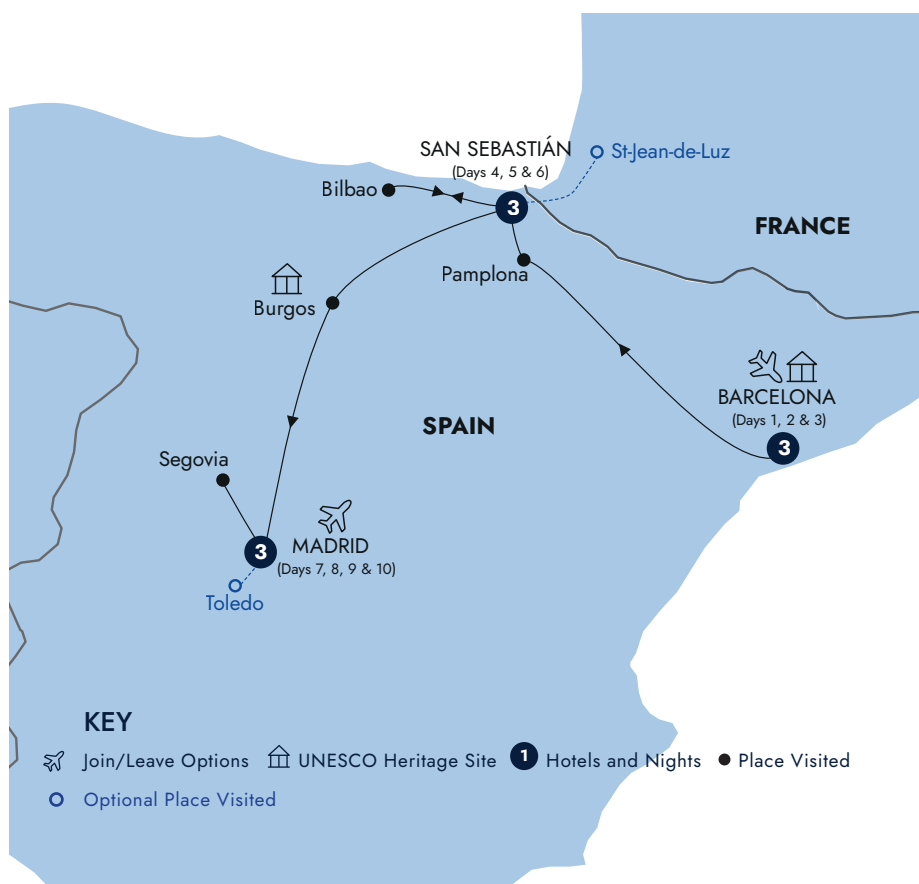 SAN SEBASTIÁN
(Days 4, 5 & 6)
St-Jean-de-Luz
Bilbao
3
FRANCE
Pamplona
Burgos
BARCELONA
(Days 1, 2 & 3)
SPAIN
3
Segovia
3
MADRID
(Days 7, 8, 9 & 10)
Toledo
KEY
Join/Leave Options UNESCO Heritage Site 1 Hotels and Nights Place Visited
Optional Place Visited